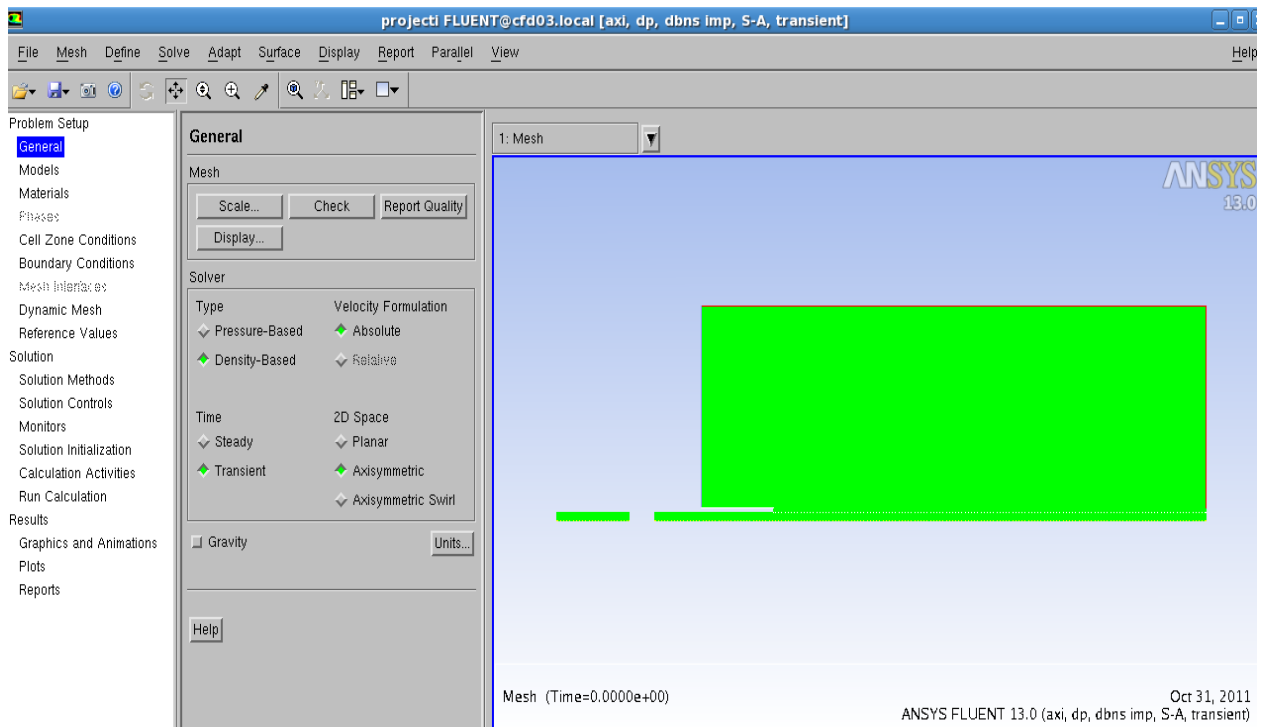 projecti FLUENT@cfd03.local [axi, dp, dbns imp, S-A, transient]
File Mesh Define Solve Adapt Surface Display Report Parallel View Help
Problem Setup
General
Models
Materials
Phases
Cell Zone Conditions
Boundary Conditions
Mesh Interfaces
Dynamic Mesh
Reference Values
Solution
Solution Methods
Solution Controls
Monitors
Solution Initialization
Calculation Activities
Run Calculation
Results
Graphics and Animations
Plots
Reports
General
Mesh
Scale... Check Report Quality
Display...
Solver
Type Velocity Formulation
Pressure-Based Absolute
Density-Based Relative
Time 2D Space
Steady Planar
Transient Axisymmetric
Axisymmetric Swirl
Gravity Units...
Help
1: Mesh
ANSYS
13.0
Mesh (Time=0.0000e+00) Oct 31, 2011
ANSYS FLUENT 13.0 (axi, dp, dbns imp, S-A, transient)